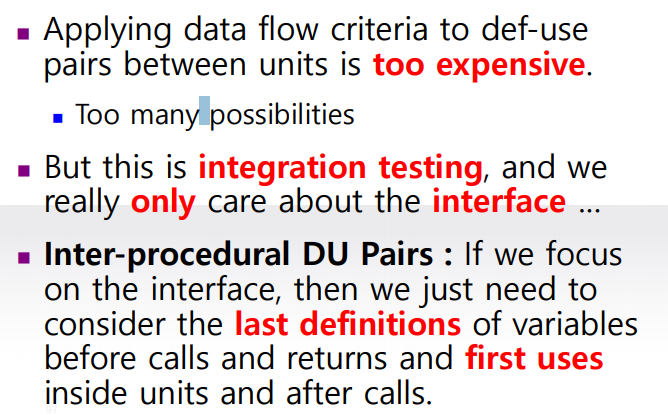 Applying data flow criteria to def-use
pairs between units is too expensive.
Too many possibilities
But this is integration testing, and we
really only care about the interface ...
Inter-procedural DU Pairs : If we focus
on the interface, then we just need to
consider the last definitions of variables
before calls and returns and first uses
inside units and after calls.